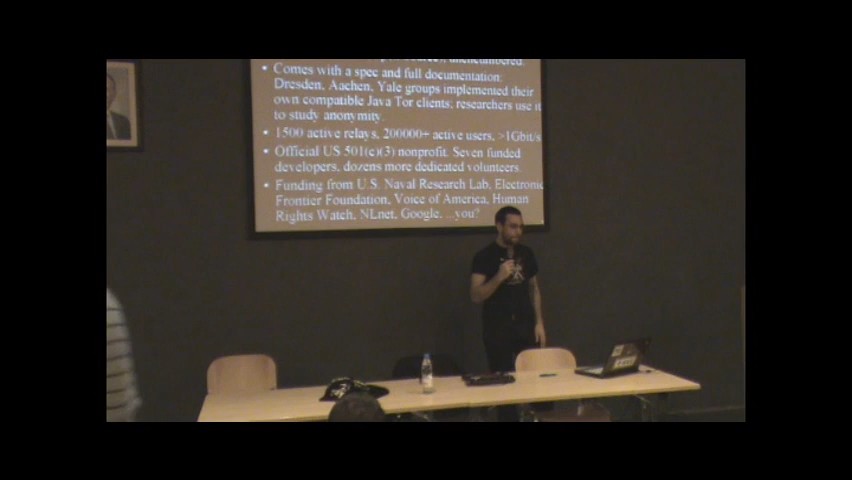 unencumbered.
• Comes with a spec and full documentation:
Dresden, Aachen, Yale groups implemented their
own compatible Java Tor clients; researchers use it
to study anonymity.
• 1500 active relays, 200000+ active users, >1Gbit/s
• Official US 501(c)(3) nonprofit. Seven funded
developers, dozens more dedicated volunteers.
• Funding from U.S. Naval Research Lab, Electronic
Frontier Foundation, Voice of America, Human
Rights Watch, NLnet, Google, ...you?